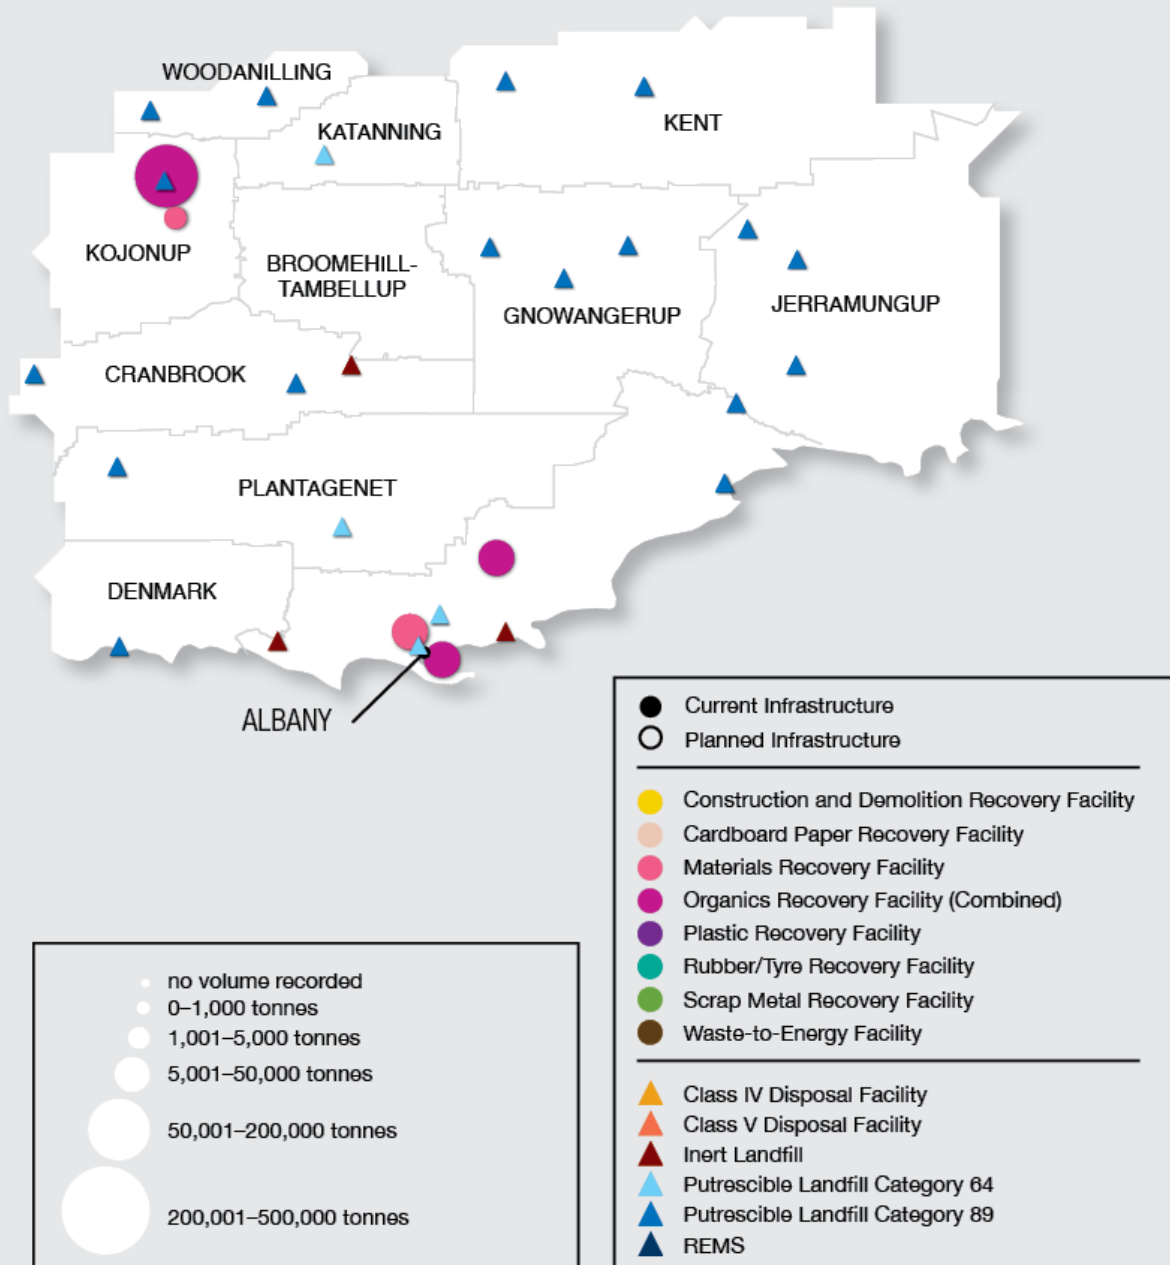 WOODANILLING
KATANNING
KENT
KOJONUP
BROOMEHILL-
TAMBELLUP
GNOWANGERUP
JERRAMUNGUP
CRANBROOK
PLANTAGENET
DENMARK
ALBANY
Current Infrastructure
Planned Infrastructure
Construction and Demolition Recovery Facility
Cardboard Paper Recovery Facility
Materials Recovery Facility
Organics Recovery Facility (Combined)
Plastic Recovery Facility
Rubber/Tyre Recovery Facility
Scrap Metal Recovery Facility
Waste-to-Energy Facility
Class IV Disposal Facility
Class V Disposal Facility
Inert Landfill
Putrescible Landfill Category 64
Putrescible Landfill Category 89
REMS
no volume recorded
0–1,000 tonnes
1,001–5,000 tonnes
5,001–50,000 tonnes
50,001–200,000 tonnes
200,001–500,000 tonnes